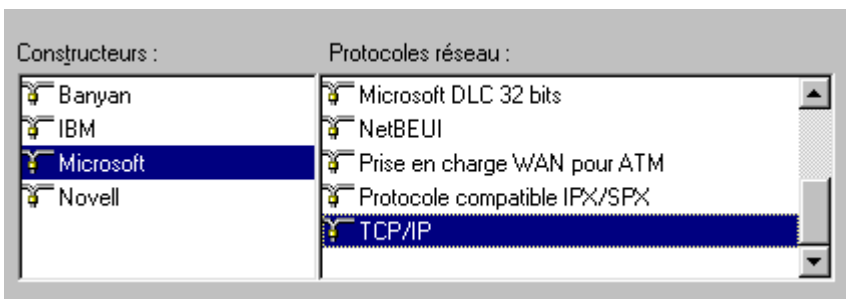 Constructeurs :
Banyan
IBM
Microsoft
Novell
Protocoles réseau :
Microsoft DLC 32 bits
NetBEUI
Prise en charge WAN pour ATM
Protocole compatible IPX/SPX
TCP/IP